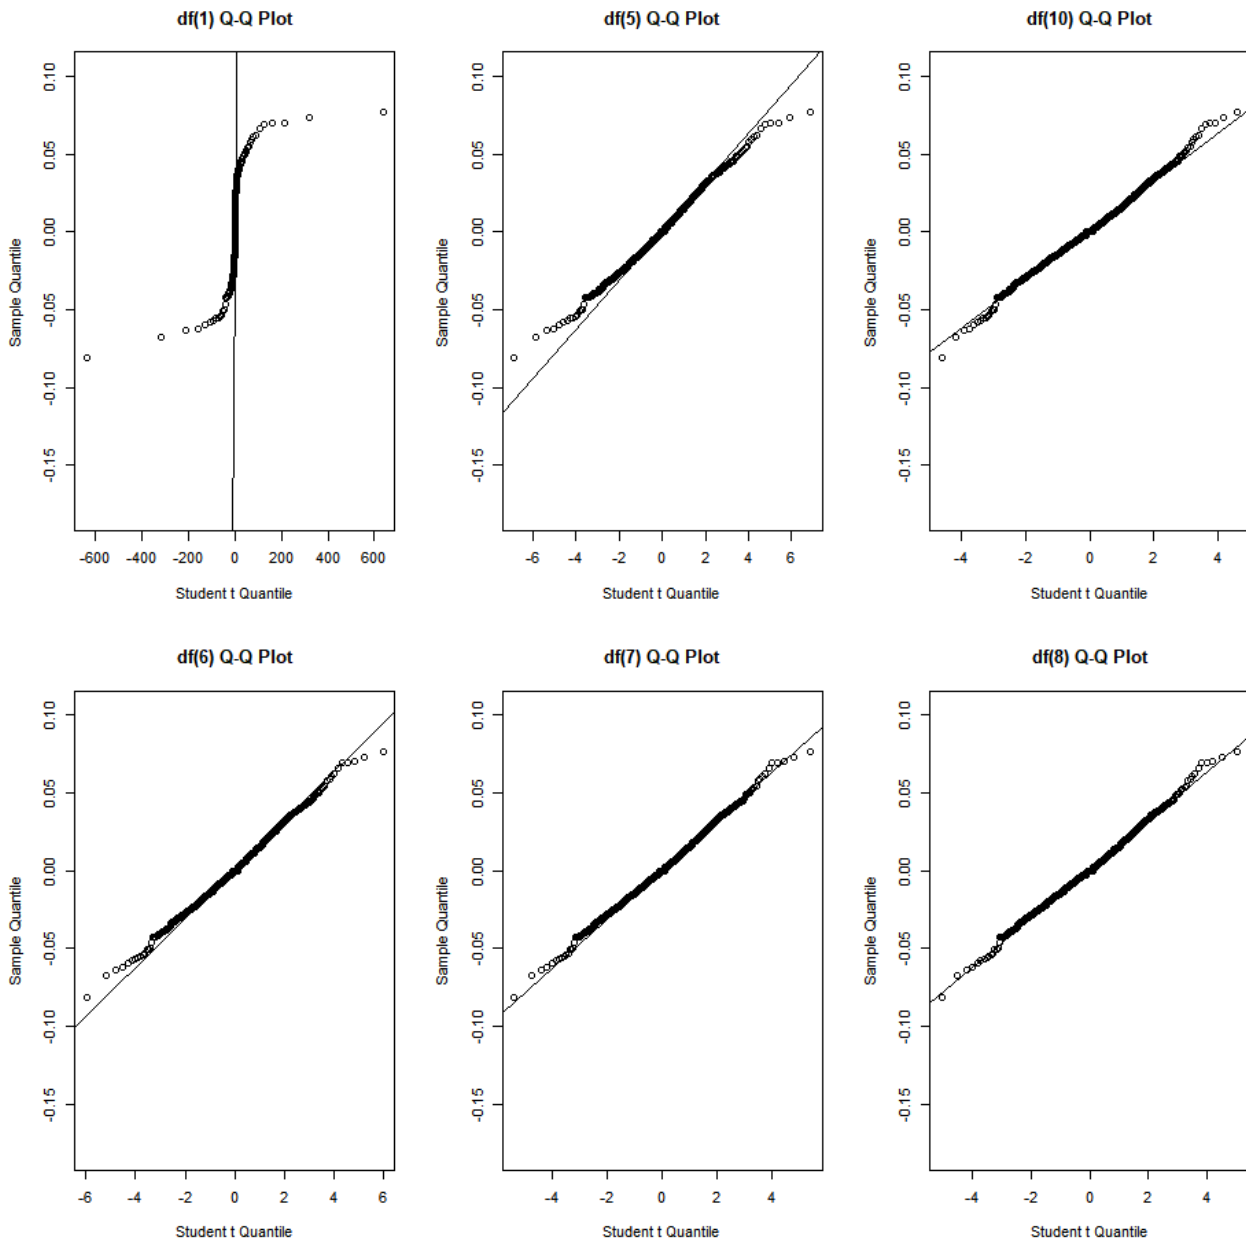 df(1) Q-Q Plot
Sample Quantile
0.10
0.05
0.00
-0.05
-0.10
-0.15
-600 -400 -200 0 200 400 600
Student t Quantile
df(5) Q-Q Plot
Sample Quantile
0.10
0.05
0.00
-0.05
-0.10
-0.15
-6 -4 -2 0 2 4 6
Student t Quantile
df(10) Q-Q Plot
Sample Quantile
0.10
0.05
0.00
-0.05
-0.10
-0.15
-4 -2 0 2 4
Student t Quantile
df(6) Q-Q Plot
Sample Quantile
0.10
0.05
0.00
-0.05
-0.10
-0.15
-6 -4 -2 0 2 4 6
Student t Quantile
df(7) Q-Q Plot
Sample Quantile
0.10
0.05
0.00
-0.05
-0.10
-0.15
-4 -2 0 2 4
Student t Quantile
df(8) Q-Q Plot
Sample Quantile
0.10
0.05
0.00
-0.05
-0.10
-0.15
-4 -2 0 2 4
Student t Quantile